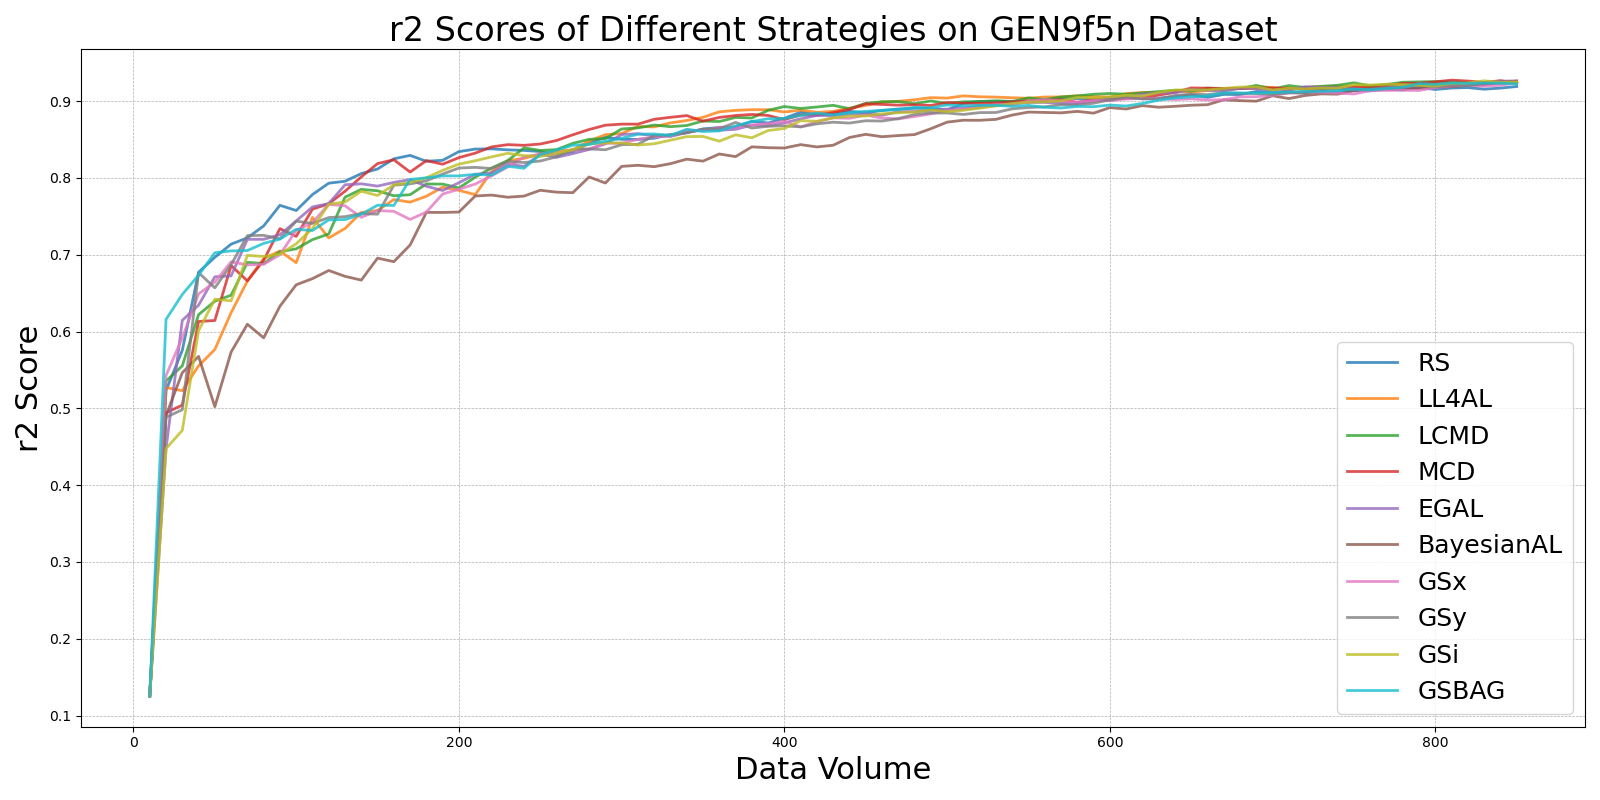 r2 Scores of Different Strategies on GEN9f5n Dataset
r2 Score
0.9
0.8
0.7
0.6
0.5
0.4
0.3
0.2
0.1
0 200 400 600 800
Data Volume
RS
LL4AL
LCMD
MCD
EGAL
BayesianAL
GSx
GSy
GSi
GSBAG